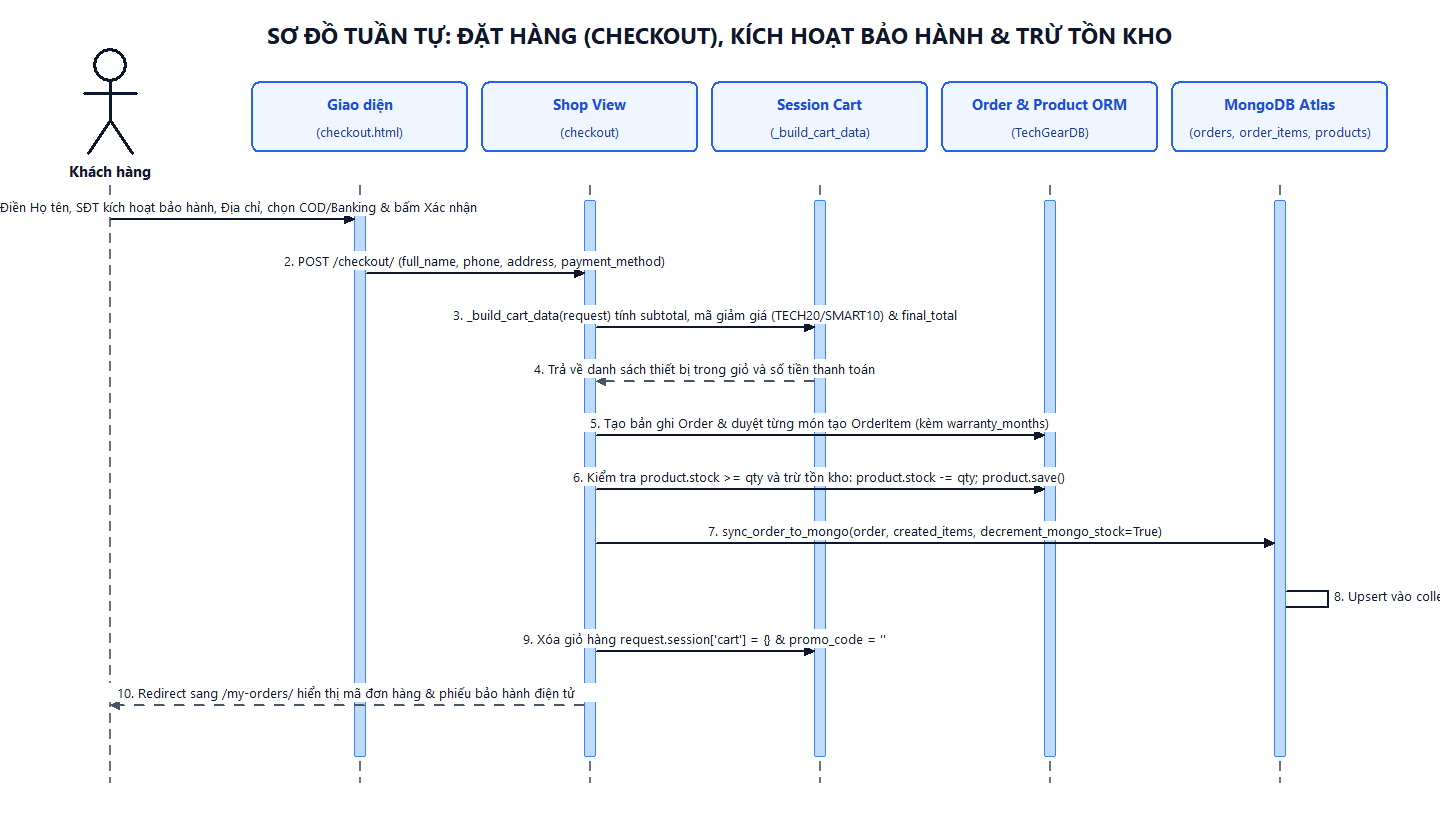 SƠ ĐỒ TUẦN TỰ: ĐẶT HÀNG (CHECKOUT), KÍCH HOẠT BẢO HÀNH & TRỪ TỒN KHO
Giao diện
(checkout.html)
Shop View
(checkout)
Session Cart
(_build_cart_data)
Order & Product ORM
(TechGearDB)
MongoDB Atlas
(orders, order_items, products)
Khách hàng
Điền Họ tên, SĐT kích hoạt bảo hành, Địa chỉ, chọn COD/Banking & bấm Xác nhận
2. POST /checkout/ (full_name, phone, address, payment_method)
3. _build_cart_data(request) tính subtotal, mã giảm giá (TECH20/SMART10) & final_total
4. Trả về danh sách thiết bị trong giỏ và số tiền thanh toán
5. Tạo bản ghi Order & duyệt từng món tạo OrderItem (kèm warranty_months)
6. Kiểm tra product.stock >= qty và trừ tồn kho: product.stock -= qty; product.save()
7. sync_order_to_mongo(order, created_items, decrement_mongo_stock=True)
8. Upsert vào colle
9. Xóa giỏ hàng request.session['cart'] = {} & promo_code = ''
10. Redirect sang /my-orders/ hiển thị mã đơn hàng & phiếu bảo hành điện tử